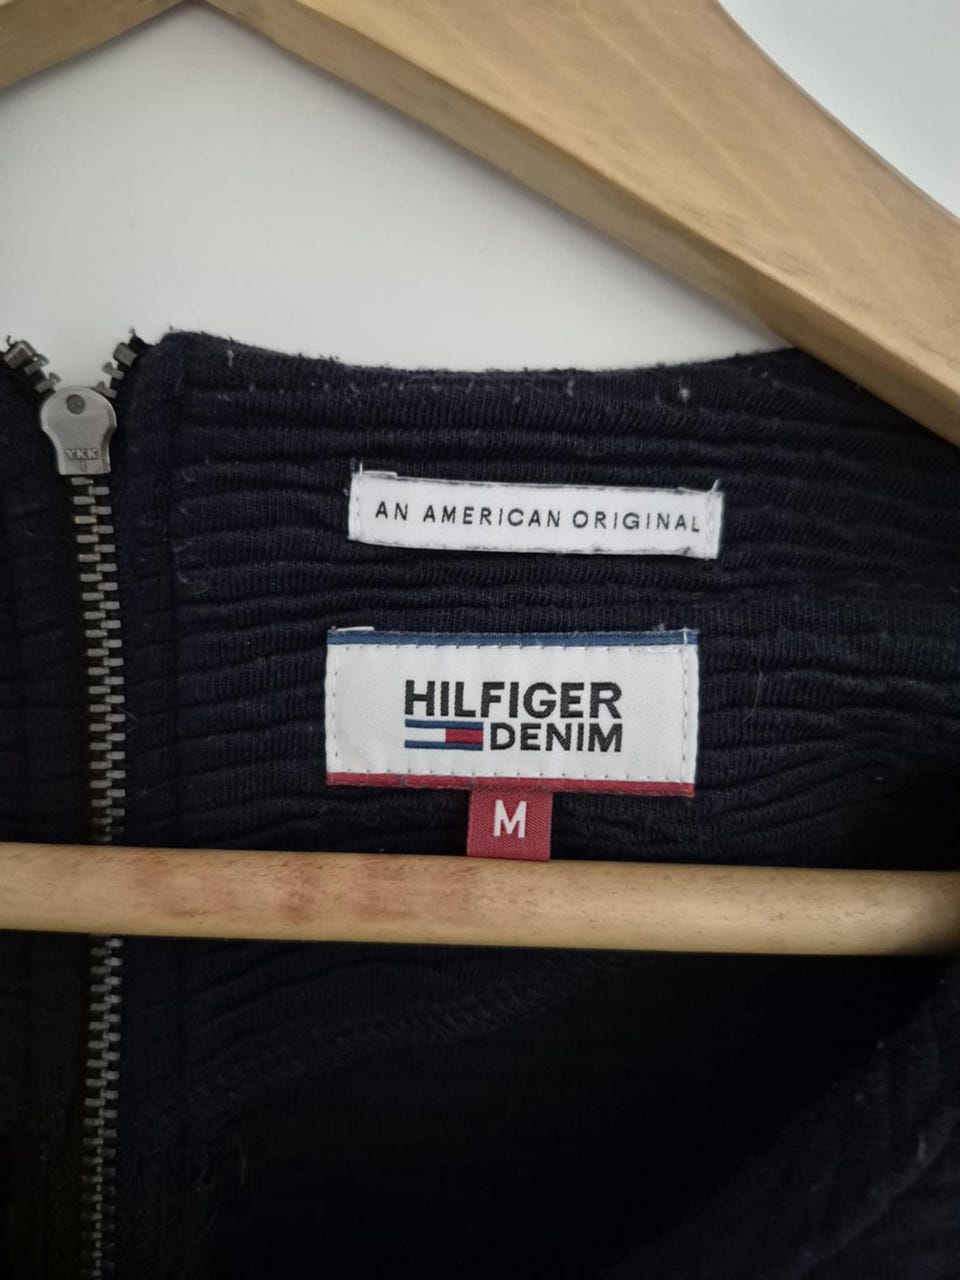 YKK
AN AMERICAN ORIGINAL
HILFIGER
DENIM
M